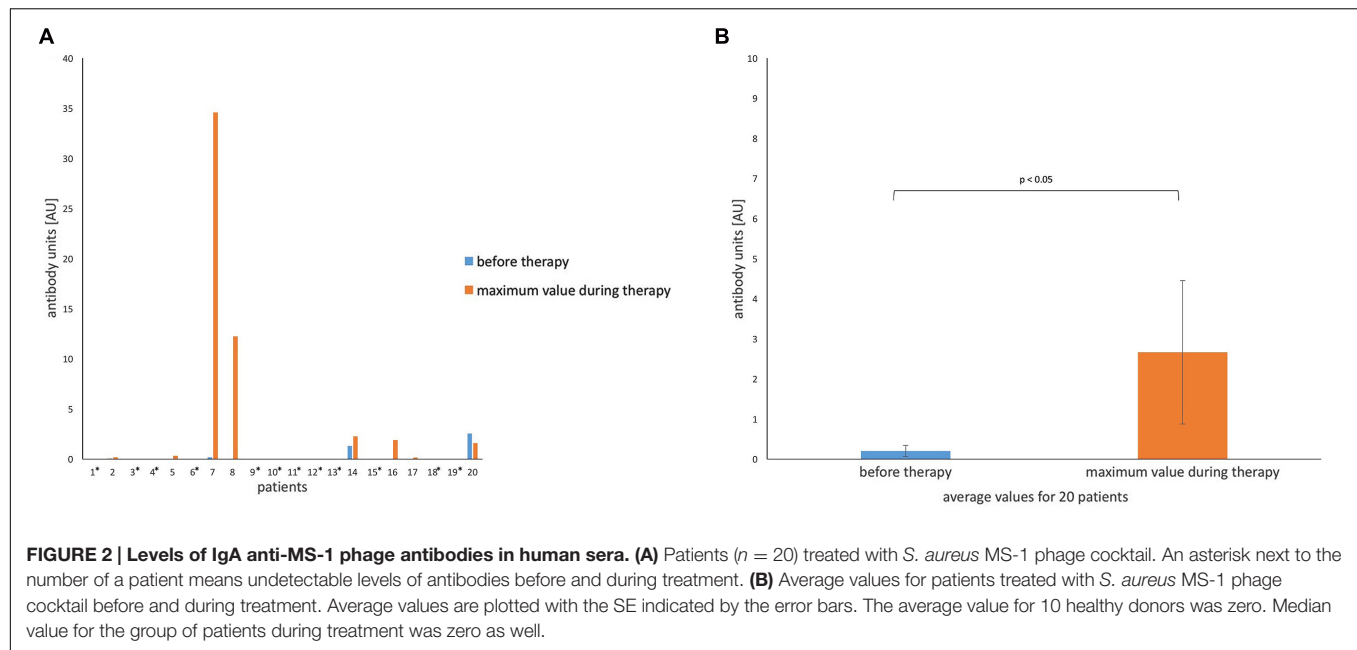 A
40
35
30
25
20
15
10
5
0
antibody units [AU]
1* 2 3* 4* 5 6* 7 8 9* 10* 11* 12* 13* 14 15* 16 17 18* 19* 20
patients
before therapy
maximum value during therapy
B
10
9
8
7
6
5
4
3
2
1
0
antibody units [AU]
p < 0.05
before therapy maximum value during therapy
average values for 20 patients
FIGURE 2 | Levels of IgA anti-MS-1 phage antibodies in human sera. (A) Patients (n = 20) treated with S. aureus MS-1 phage cocktail. An asterisk next to the
number of a patient means undetectable levels of antibodies before and during treatment. (B) Average values for patients treated with S. aureus MS-1 phage
cocktail before and during treatment. Average values are plotted with the SE indicated by the error bars. The average value for 10 healthy donors was zero. Median
value for the group of patients during treatment was zero as well.